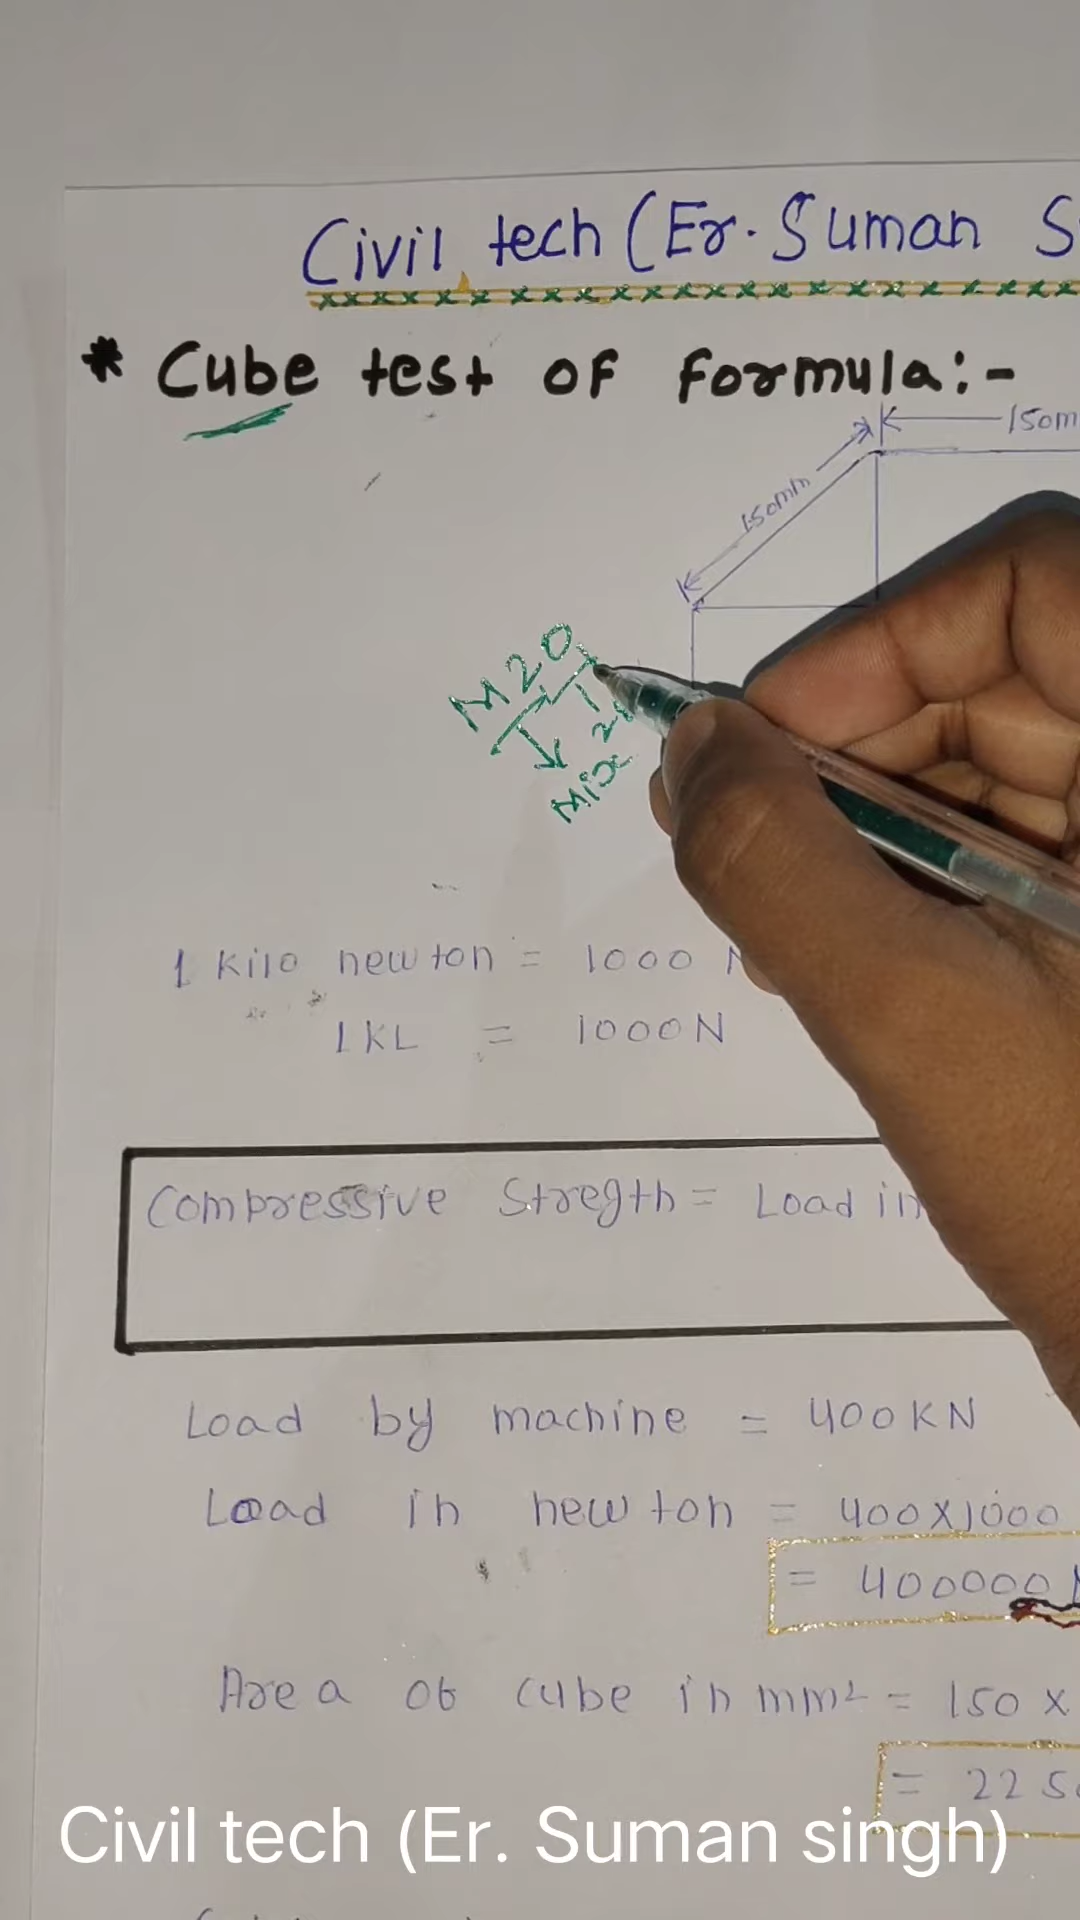 Civil tech (Er. Suman S
* Cube test of formula:-
150m
150mm
M20
Mix
1 Kilo newton = 1000 N
1KL = 1000N
Compressive Stregth = Load in
Load by machine = 400KN
Load in newton = 400x1000
= 400000 N
Area of cube in mm² = 150 x
= 225
Civil tech (Er. Suman singh)